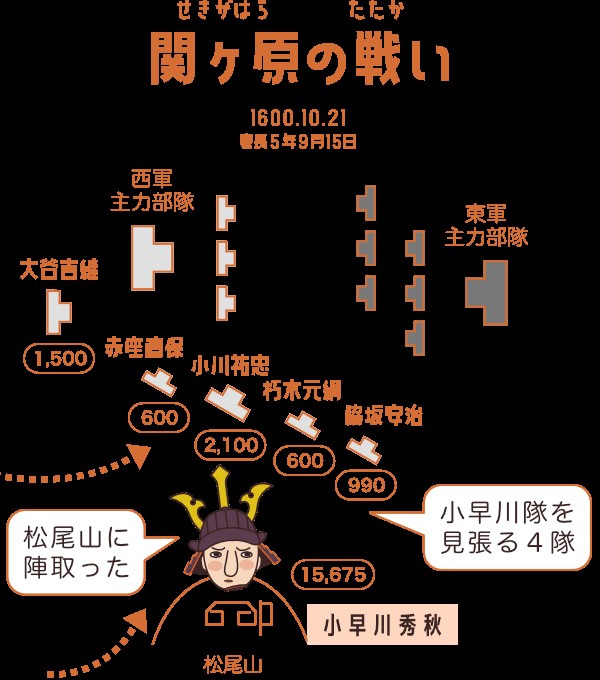 せきがはら たたか
関ヶ原の戦い
1600.10.21
慶長5年9月15日
西軍
主力部隊
東軍
主力部隊
大谷吉継
1,500
赤座直保
600
小川祐忠
2,100
朽木元綱
600
脇坂安治
990
松尾山に
陣取った
小早川隊を
見張る4隊
15,675
小早川秀秋
松尾山